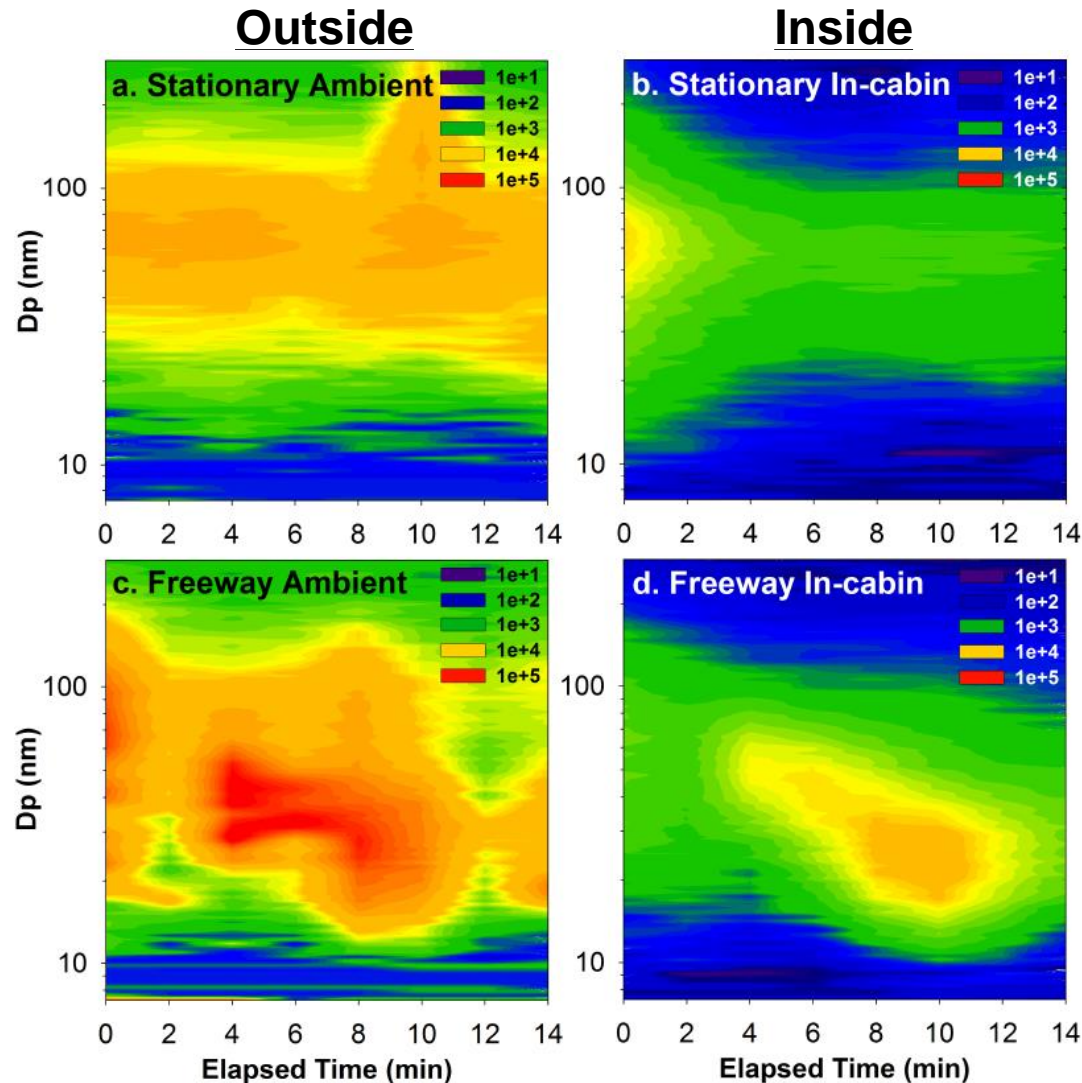 Outside
Inside
a. Stationary Ambient
1e+1
1e+2
1e+3
1e+4
1e+5
b. Stationary In-cabin
1e+1
1e+2
1e+3
1e+4
1e+5
Dp (nm)
100
10
100
10
0 2 4 6 8 10 12 14
0 2 4 6 8 10 12 14
c. Freeway Ambient
1e+1
1e+2
1e+3
1e+4
1e+5
d. Freeway In-cabin
1e+1
1e+2
1e+3
1e+4
1e+5
Dp (nm)
100
10
100
10
0 2 4 6 8 10 12 14
0 2 4 6 8 10 12 14
Elapsed Time (min)
Elapsed Time (min)